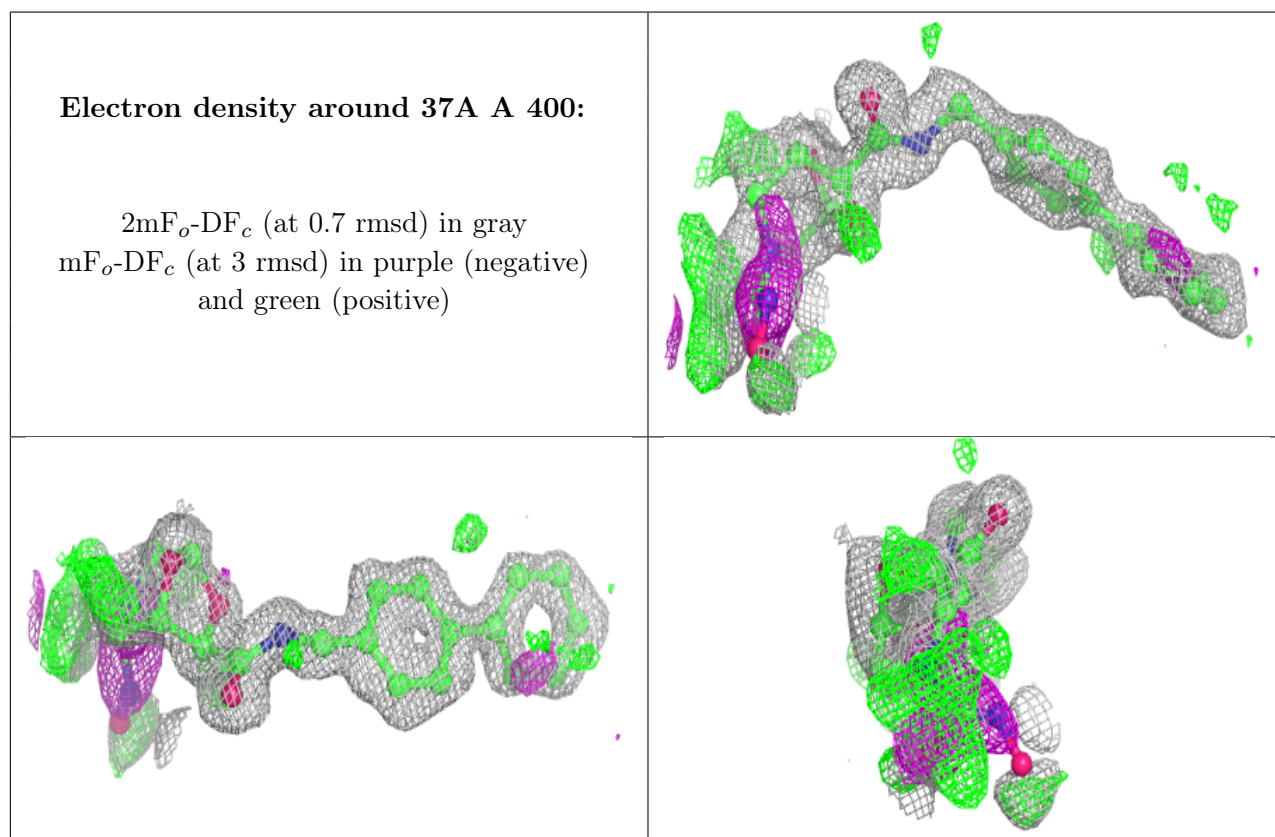 Electron density around 37A A 400:
2mFo-DFc (at 0.7 rmsd) in gray
mFo-DFc (at 3 rmsd) in purple (negative)
and green (positive)